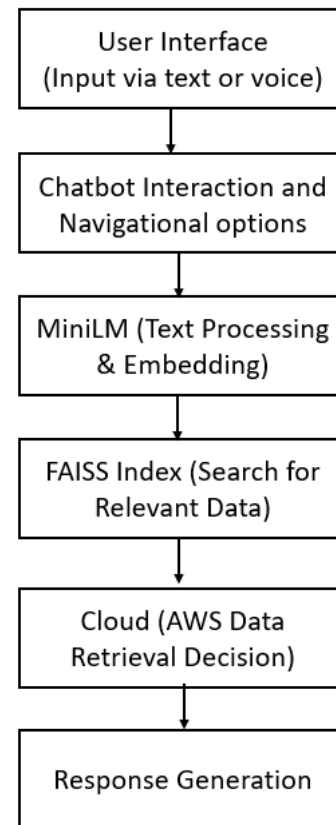 User Interface
(Input via text or voice)
Chatbot Interaction and
Navigational options
MiniLM (Text Processing
& Embedding)
FAISS Index (Search for
Relevant Data)
Cloud (AWS Data
Retrieval Decision)
Response Generation